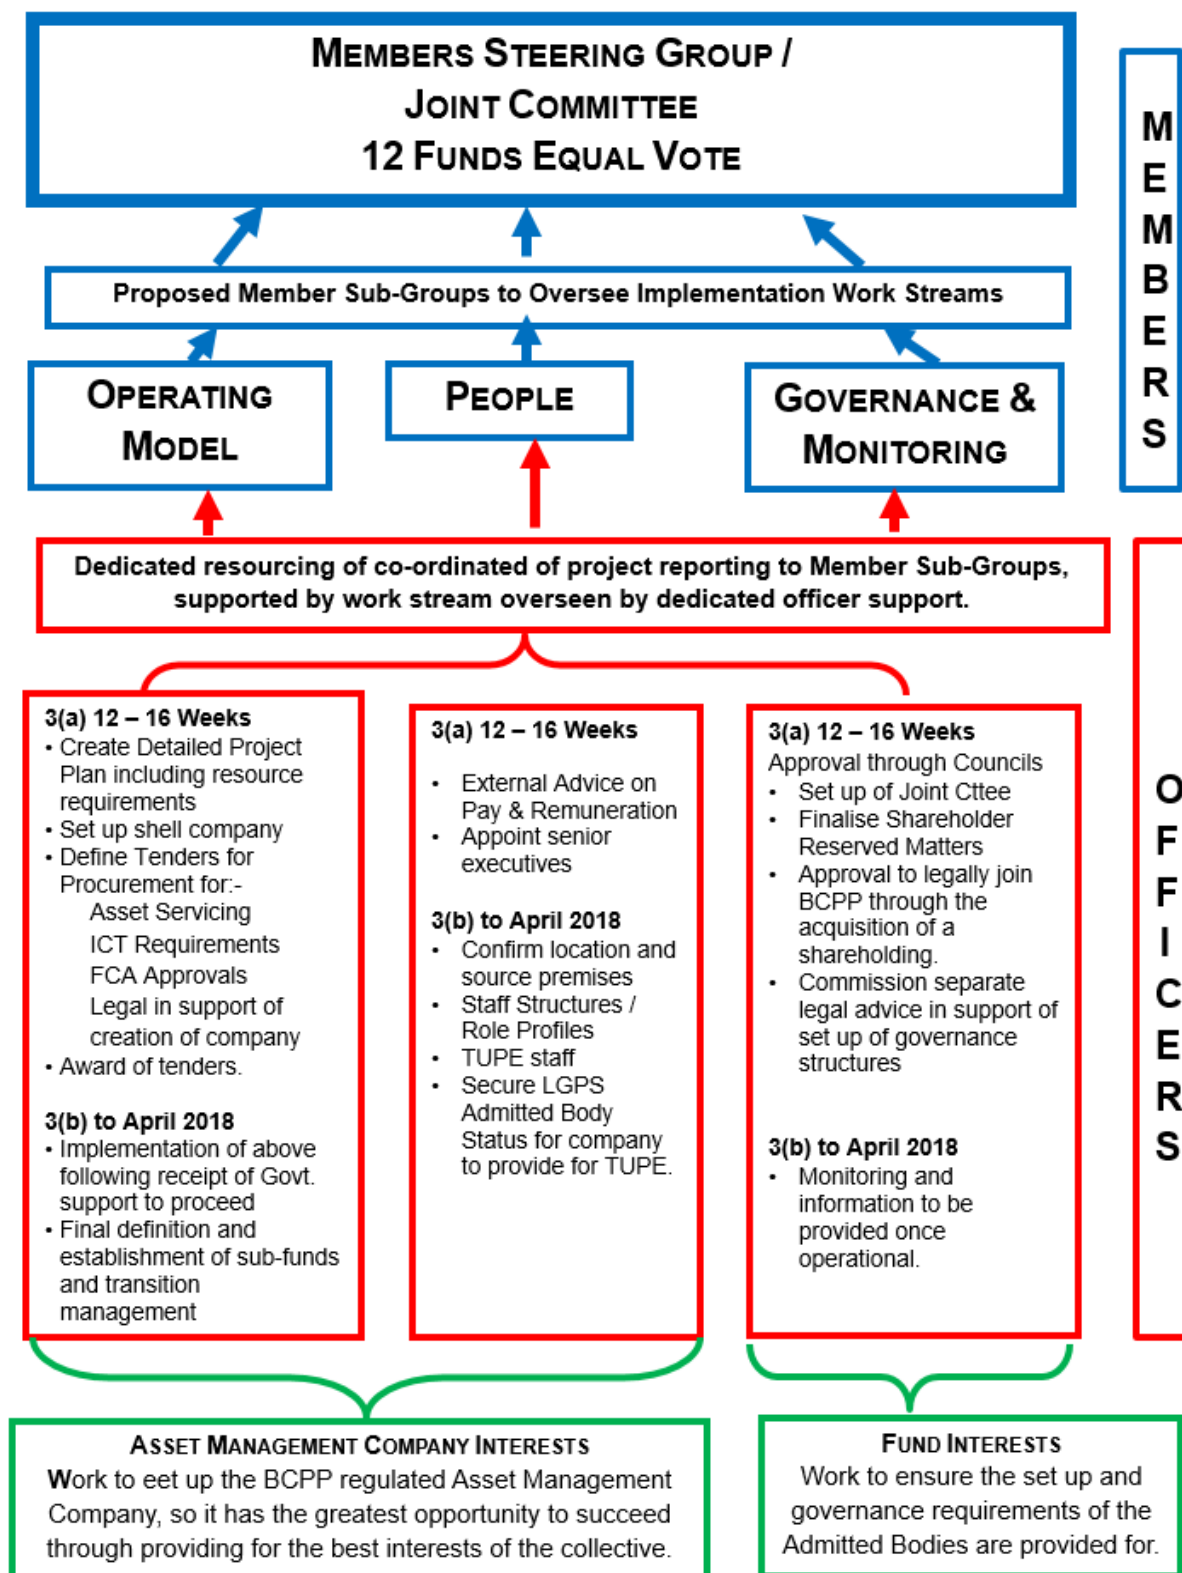 MEMBERS STEERING GROUP /
JOINT COMMITTEE
12 FUNDS EQUAL VOTE
MEMBERS
Proposed Member Sub-Groups to Oversee Implementation Work Streams
OPERATING
MODEL
PEOPLE
GOVERNANCE &
MONITORING
Dedicated resourcing of co-ordinated of project reporting to Member Sub-Groups,
supported by work stream overseen by dedicated officer support.
OFFICERS
3(a) 12 – 16 Weeks
• Create Detailed Project
Plan including resource
requirements
• Set up shell company
• Define Tenders for
Procurement for:-
Asset Servicing
ICT Requirements
FCA Approvals
Legal in support of
creation of company
• Award of tenders.
3(b) to April 2018
• Implementation of above
following receipt of Govt.
support to proceed
• Final definition and
establishment of sub-funds
and transition
management
3(a) 12 – 16 Weeks
• External Advice on
Pay & Remuneration
• Appoint senior
executives
3(b) to April 2018
• Confirm location and
source premises
• Staff Structures /
Role Profiles
• TUPE staff
• Secure LGPS
Admitted Body
Status for company
to provide for TUPE.
3(a) 12 – 16 Weeks
Approval through Councils
• Set up of Joint Cttee
• Finalise Shareholder
Reserved Matters
• Approval to legally join
BCPP through the
acquisition of a
shareholding.
• Commission separate
legal advice in support of
set up of governance
structures
3(b) to April 2018
• Monitoring and
information to be
provided once
operational.
ASSET MANAGEMENT COMPANY INTERESTS
Work to eet up the BCPP regulated Asset Management
Company, so it has the greatest opportunity to succeed
through providing for the best interests of the collective.
FUND INTERESTS
Work to ensure the set up and
governance requirements of the
Admitted Bodies are provided for.